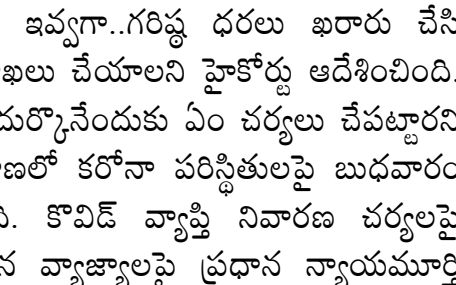 ఇవ్వగా..గరిష్ఠ ధరలు ఖరారు చేసి
ఖలు చేయాలని హైకోర్టు ఆదేశించింది.
దుర్కొనేందుకు ఏం చర్యలు చేపట్టారని
ణలో కరోనా పరిస్థితులపై బుధవారం
ది. కొవిడ్ వ్యాప్తి నివారణ చర్యలపై
న వ్యాజ్యాలపై ప్రధాన న్యాయమూర్తి